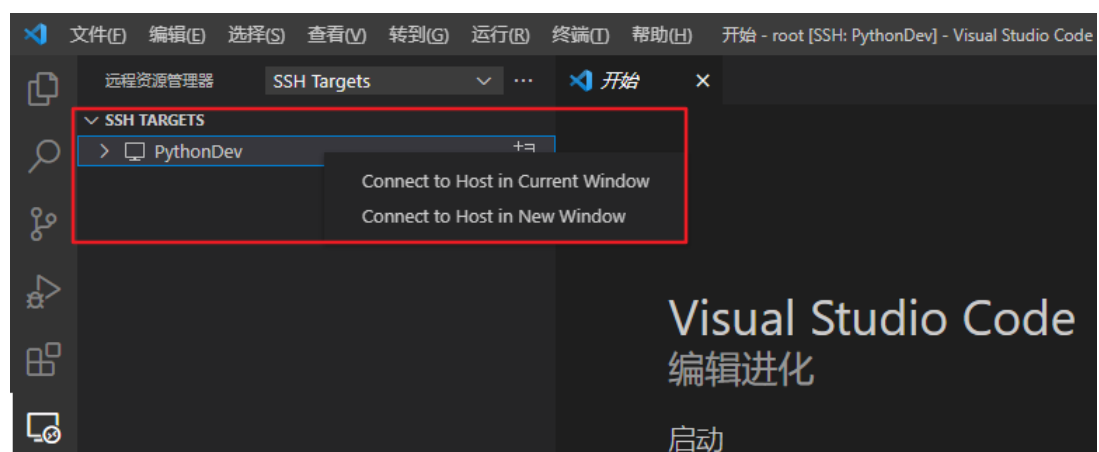 文件(F) 编辑(E) 选择(S) 查看(V) 转到(G) 运行(R) 终端(T) 帮助(H) 开始 - root [SSH: PythonDev] - Visual Studio Code
远程资源管理器 SSH Targets 开始
SSH TARGETS
PythonDev
Connect to Host in Current Window
Connect to Host in New Window
Visual Studio Code
编辑进化
启动